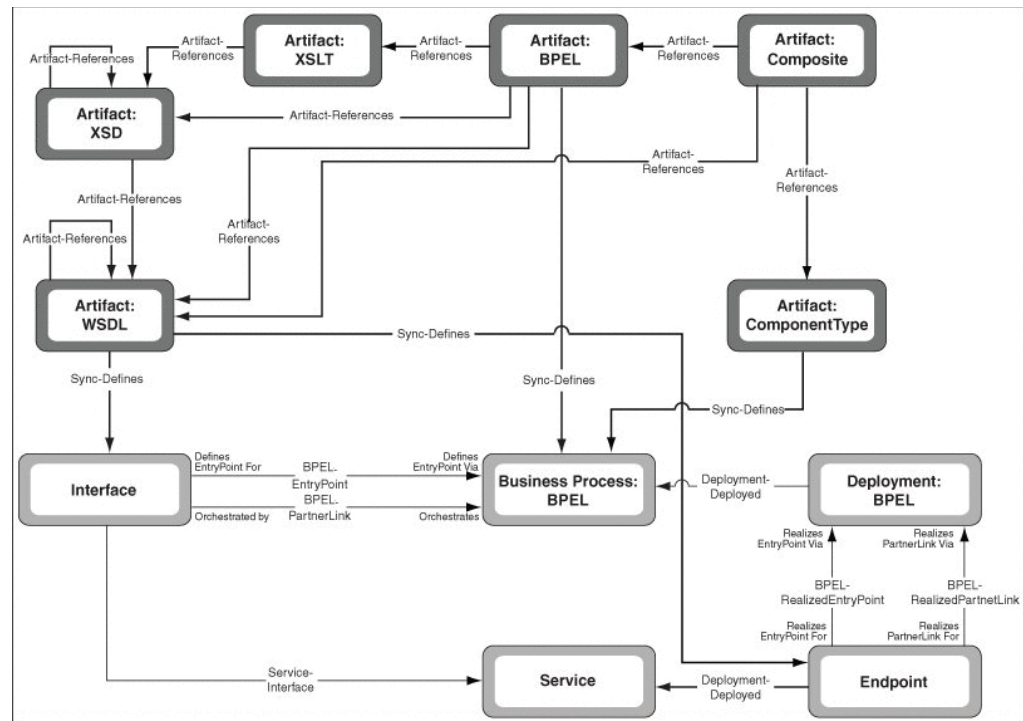 Artifact:
XSLT
Artifact:
BPEL
Artifact:
Composite
Artifact-
References
Artifact-
References
Artifact-
References
Artifact-References
Artifact:
XSD
Artifact-References
Artifact-
References
Artifact-
References
Artifact-References
Artifact-
References
Artifact-References
Artifact:
WSDL
Artifact:
ComponentType
Sync-Defines
Sync-Defines
Sync-Defines
Sync-Defines
Interface
Defines
EntryPoint For
BPEL-
EntryPoint
Defines
EntryPoint Via
Orchestrated by
BPEL-
PartnerLink
Orchestrates
Business Process:
BPEL
Deployment-
Deployed
Deployment:
BPEL
Realizes
EntryPoint Via
Realizes
PartnerLink Via
BPEL-
RealizedEntryPoint
BPEL-
RealizedPartnetLink
Realizes
EntryPoint For
Realizes
PartnerLink For
Service-
Interface
Service
Deployment-
Deployed
Endpoint